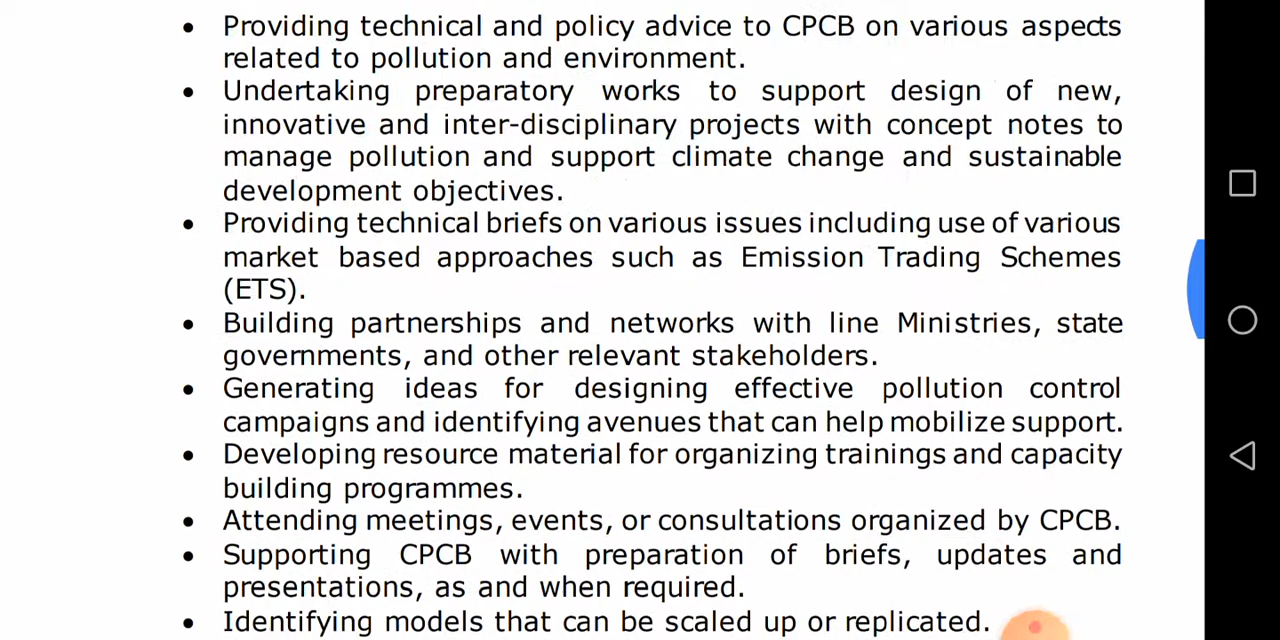 • Providing technical and policy advice to CPCB on various aspects
related to pollution and environment.
• Undertaking preparatory works to support design of new,
innovative and inter-disciplinary projects with concept notes to
manage pollution and support climate change and sustainable
development objectives.
• Providing technical briefs on various issues including use of various
market based approaches such as Emission Trading Schemes
(ETS).
• Building partnerships and networks with line Ministries, state
governments, and other relevant stakeholders.
• Generating ideas for designing effective pollution control
campaigns and identifying avenues that can help mobilize support.
• Developing resource material for organizing trainings and capacity
building programmes.
• Attending meetings, events, or consultations organized by CPCB.
• Supporting CPCB with preparation of briefs, updates and
presentations, as and when required.
• Identifying models that can be scaled up or replicated.